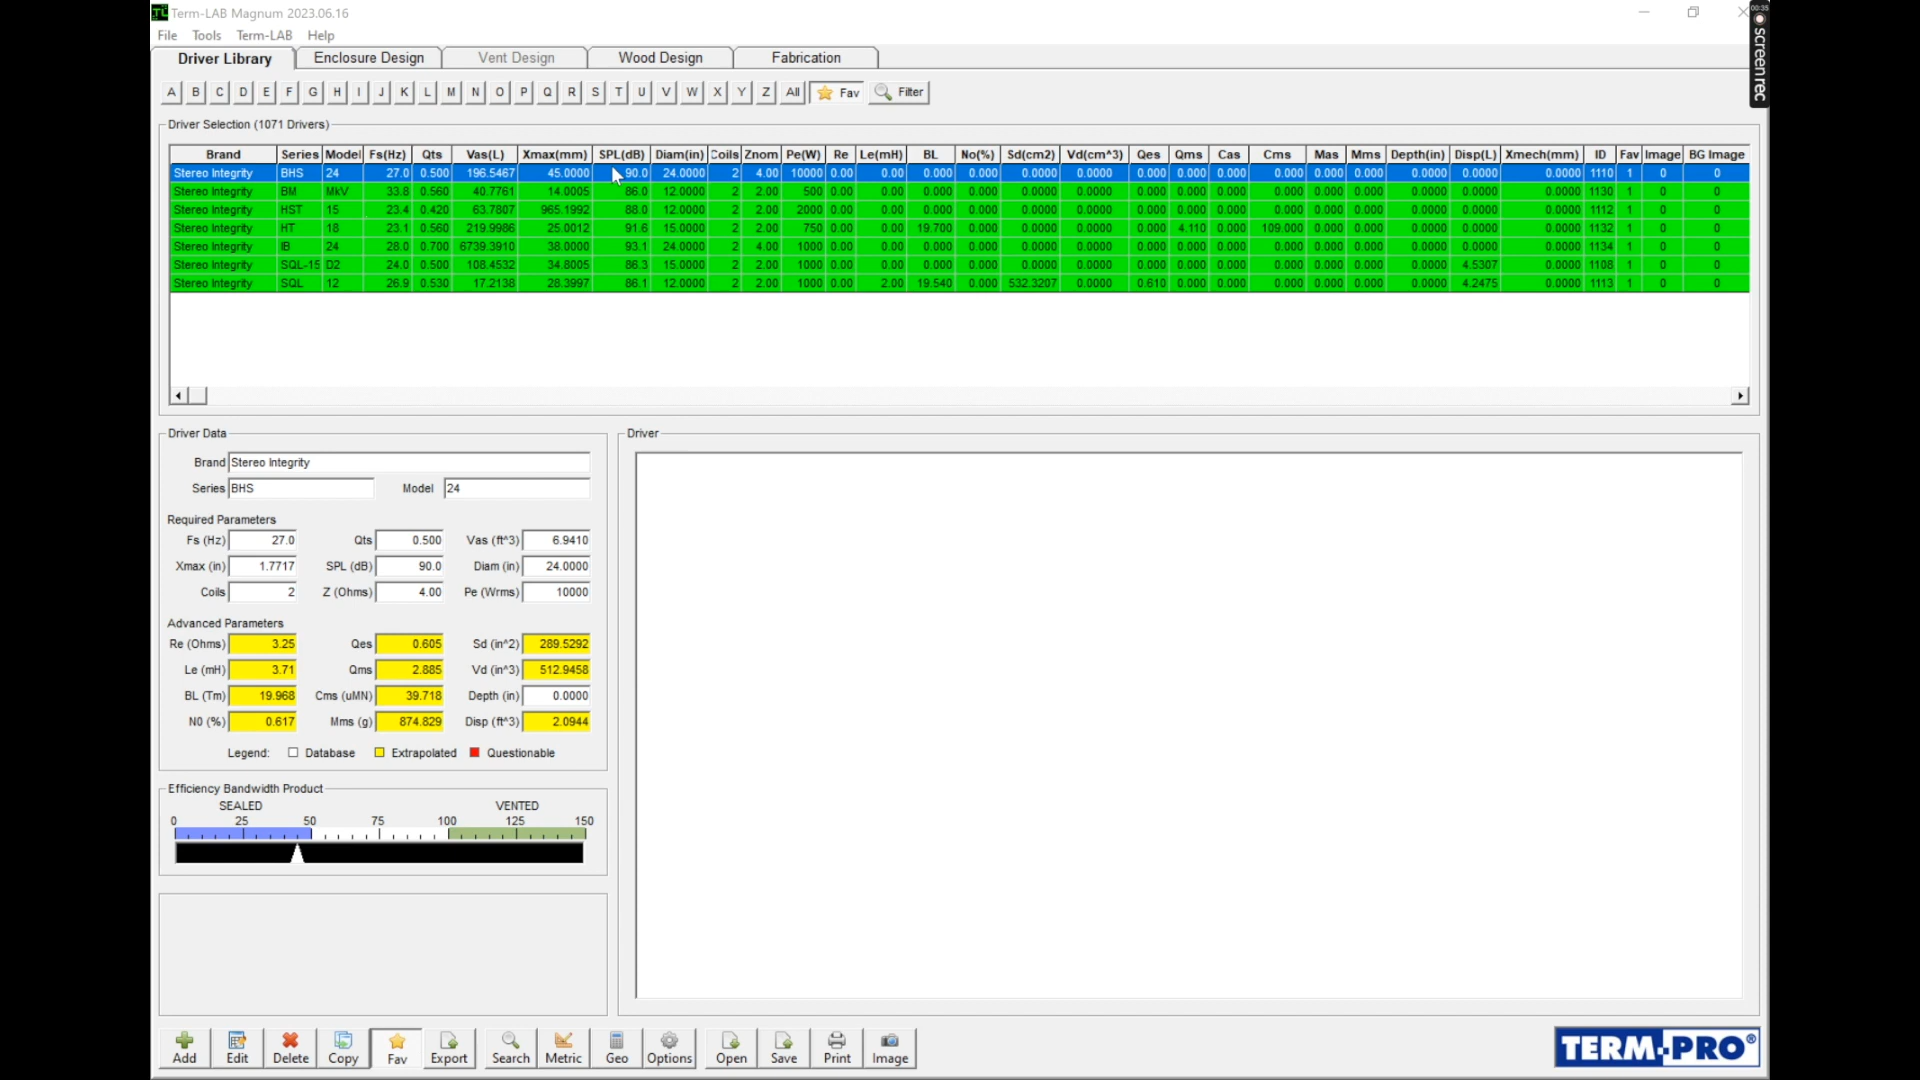 Term-LAB Magnum 2023.06.16
00:35
screenrec
File Tools Term-LAB Help
Driver Library Enclosure Design Vent Design Wood Design Fabrication
A B C D E F G H I J K L M N O P Q R S T U V W X Y Z All Fav Filter
Driver Selection (1071 Drivers)
Brand Series Model Fs(Hz) Qts Vas(L) Xmax(mm) SPL(dB) Diam(in) Coils Znom Pe(W) Re Le(mH) BL No(%) Sd(cm2) Vd(cm^3) Qes Qms Cas Cms Mas Mms Depth(in) Disp(L) Xmech(mm) ID Fav Image BG Image
Stereo Integrity BHS 24 27.0 0.500 196.5467 45.0000 90.0 24.0000 2 4.00 10000 0.00 0.00 0.000 0.000 0.0000 0.0000 0.000 0.000 0.000 0.000 0.000 0.000 0.0000 0.0000 0.0000 1110 1 0 0
Stereo Integrity BM MkV 33.8 0.560 40.7761 14.0005 86.0 12.0000 2 2.00 500 0.00 0.00 0.000 0.000 0.0000 0.0000 0.000 0.000 0.000 0.000 0.000 0.000 0.0000 0.0000 0.0000 1130 1 0 0
Stereo Integrity HST 15 23.4 0.420 63.7807 965.1992 88.0 12.0000 2 2.00 2000 0.00 0.00 0.000 0.000 0.0000 0.0000 0.000 0.000 0.000 0.000 0.000 0.000 0.0000 0.0000 0.0000 1112 1 0 0
Stereo Integrity HT 18 23.1 0.560 219.9986 25.0012 91.6 15.0000 2 2.00 750 0.00 0.00 19.700 0.000 0.0000 0.0000 0.000 4.110 0.000 109.000 0.000 0.000 0.0000 0.0000 0.0000 1132 1 0 0
Stereo Integrity IB 24 28.0 0.700 6739.3910 38.0000 93.1 24.0000 2 4.00 1000 0.00 0.00 0.000 0.000 0.0000 0.0000 0.000 0.000 0.000 0.000 0.000 0.000 0.0000 0.0000 0.0000 1134 1 0 0
Stereo Integrity SQL-15 D2 24.0 0.500 108.4532 34.8005 86.3 15.0000 2 2.00 1000 0.00 0.00 0.000 0.000 0.0000 0.0000 0.000 0.000 0.000 0.000 0.000 0.000 0.0000 4.5307 0.0000 1108 1 0 0
Stereo Integrity SQL 12 26.9 0.530 17.2138 28.3997 86.1 12.0000 2 2.00 1000 0.00 2.00 19.540 0.000 532.3207 0.0000 0.610 0.000 0.000 0.000 0.000 0.000 0.0000 4.2475 0.0000 1113 1 0 0
Driver Data
Driver
Brand Stereo Integrity
Series BHS Model 24
Required Parameters
Fs (Hz) 27.0 Qts 0.500 Vas (ft^3) 6.9410
Xmax (in) 1.7717 SPL (dB) 90.0 Diam (in) 24.0000
Coils 2 Z (Ohms) 4.00 Pe (Wrms) 10000
Advanced Parameters
Re (Ohms) 3.25 Qes 0.605 Sd (in^2) 289.5292
Le (mH) 3.71 Qms 2.885 Vd (in^3) 512.9458
BL (Tm) 19.968 Cms (uMN) 39.718 Depth (in) 0.0000
N0 (%) 0.617 Mms (g) 874.829 Disp (ft^3) 2.0944
Legend: Database Extrapolated Questionable
Efficiency Bandwidth Product
SEALED VENTED
0 25 50 75 100 125 150
Add Edit Delete Copy Fav Export Search Metric Geo Options Open Save Print Image
TERM-PRO®